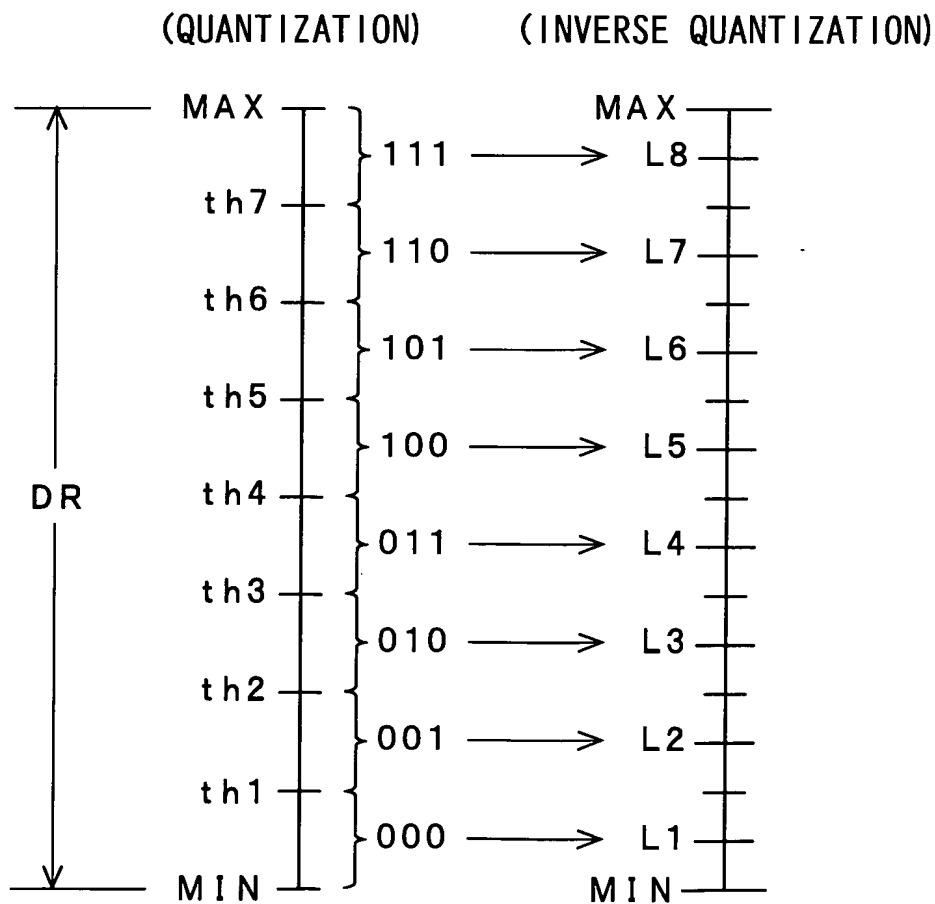 (QUANTIZATION) (INVERSE QUANTIZATION)
MAX MAX
111 L8
th7
110 L7
th6
101 L6
th5
100 L5
DR th4
011 L4
th3
010 L3
th2
001 L2
th1
000 L1
MIN MIN